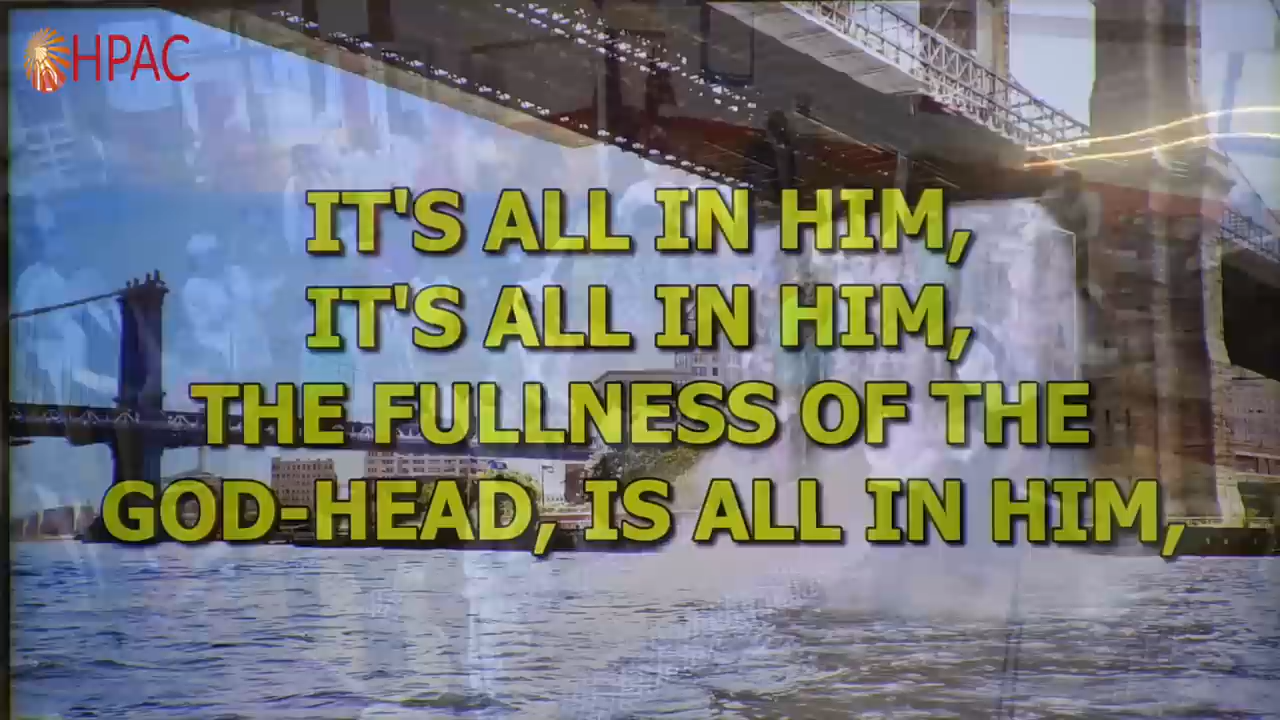 HPAC
IT'S ALL IN HIM,
IT'S ALL IN HIM,
THE FULLNESS OF THE
GOD-HEAD, IS ALL IN HIM,